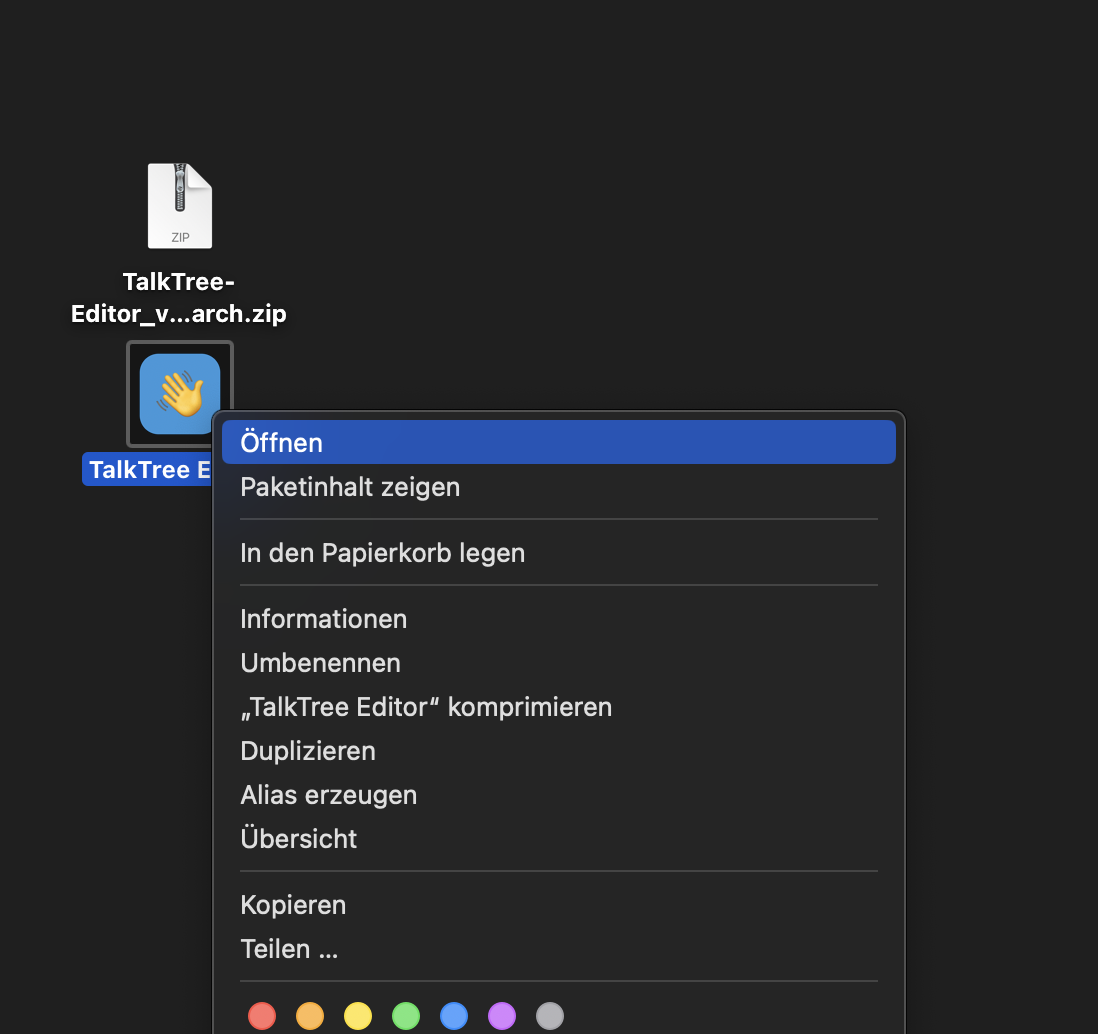 ZIP
TalkTree-
Editor_v...arch.zip
TalkTree E
Öffnen
Paketinhalt zeigen
In den Papierkorb legen
Informationen
Umbenennen
„TalkTree Editor“ komprimieren
Duplizieren
Alias erzeugen
Übersicht
Kopieren
Teilen ...